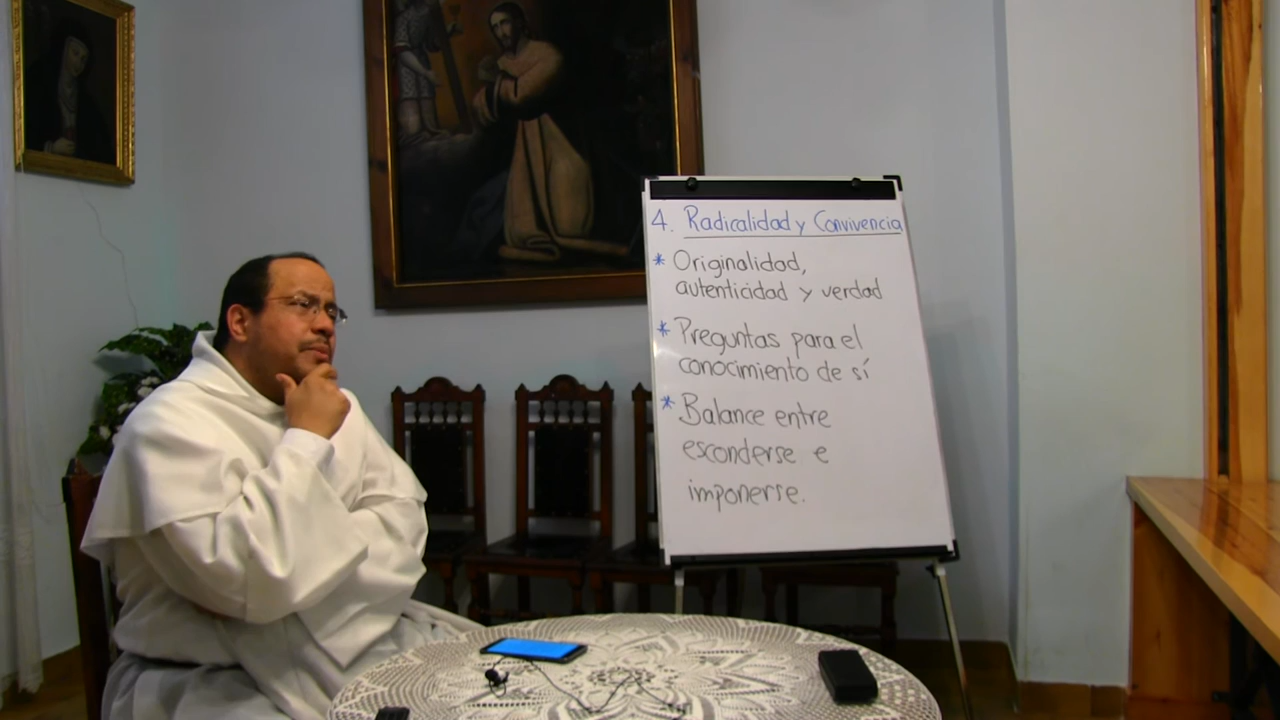 4. Radicalidad y Convivencia
* Originalidad,
autenticidad y verdad
* Preguntas para el
conocimiento de sí
* Balance entre
esconderse e
imponerse.